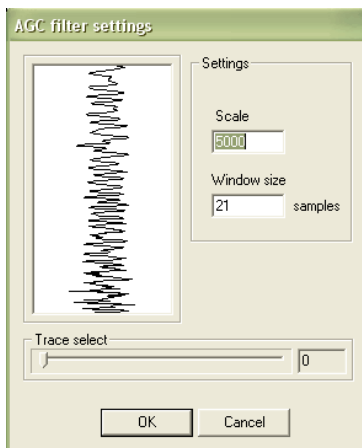 AGC filter settings
Settings
Scale
5000
Window size
21 samples
Trace select
0
OK Cancel